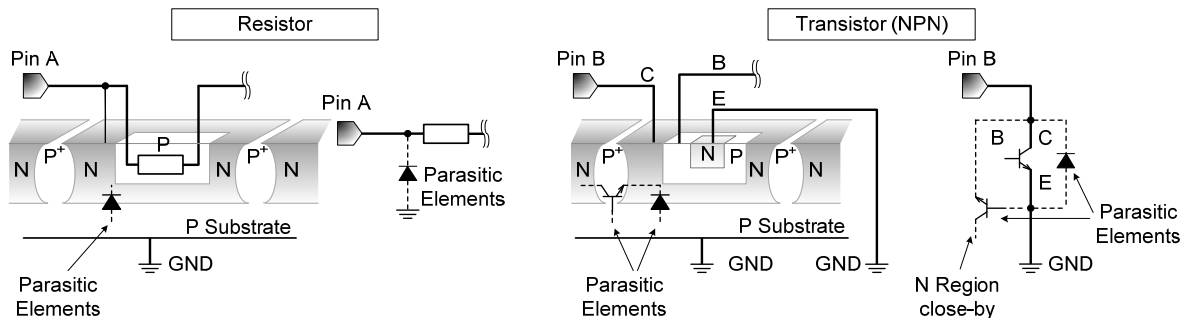 Resistor
Transistor (NPN)
Pin A
Pin A
N
P+
N
P
N
P+
N
Parasitic
Elements
P Substrate
GND
Parasitic
Elements
Pin B
C
B
E
N
P+
N
N
P
N
P+
N
P Substrate
GND
GND
Parasitic
Elements
Pin B
B
C
E
Parasitic
Elements
GND
N Region
close-by